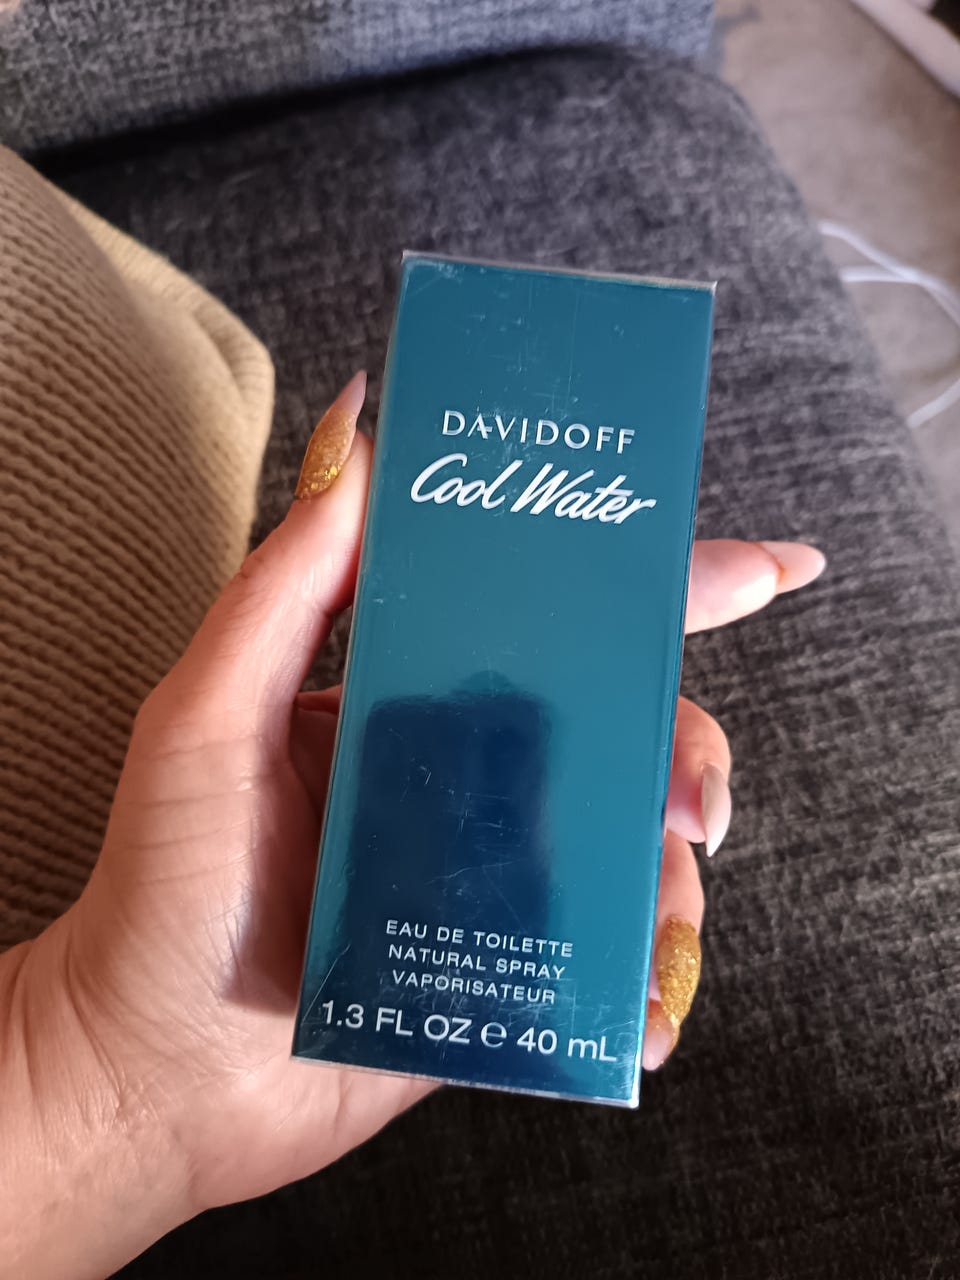 DAVIDOFF
Cool Water
EAU DE TOILETTE
NATURAL SPRAY
VAPORISATEUR
1.3 FL OZ ℮ 40 mL